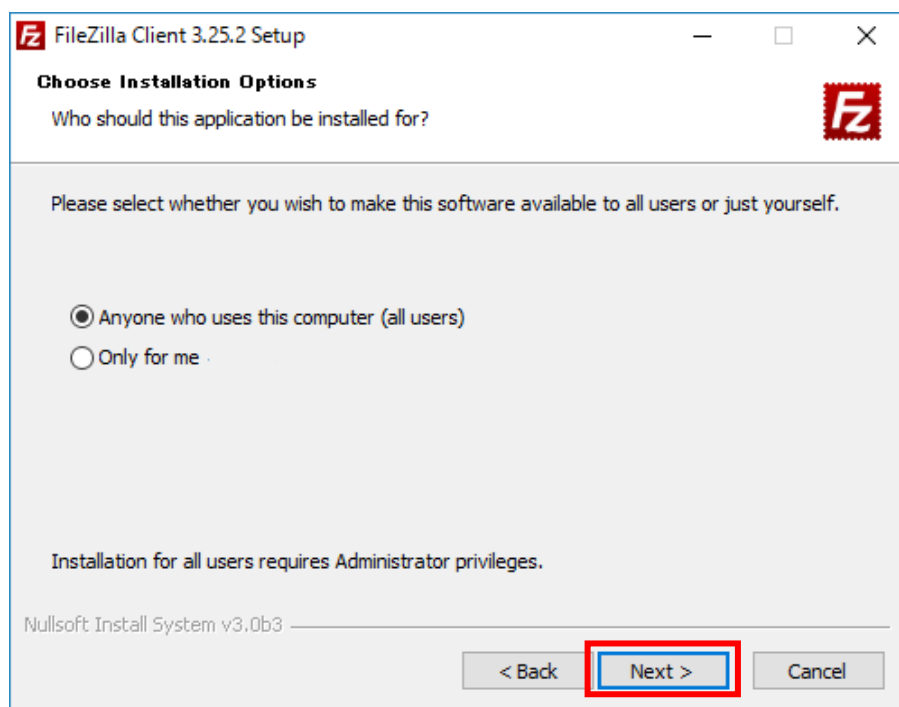 FZ FileZilla Client 3.25.2 Setup
Choose Installation Options
Who should this application be installed for?
FZ
Please select whether you wish to make this software available to all users or just yourself.
Anyone who uses this computer (all users)
Only for me
Installation for all users requires Administrator privileges.
Nullsoft Install System v3.0b3
< Back Next > Cancel